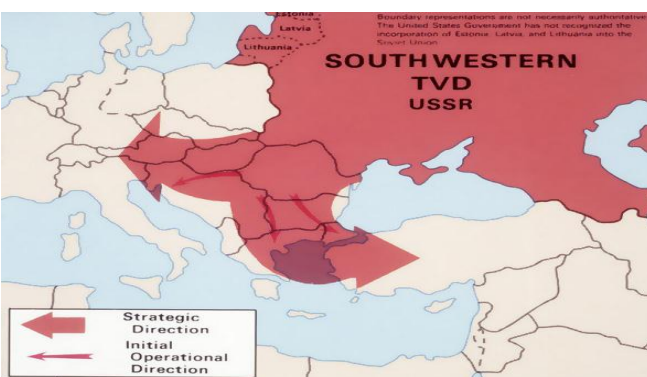 Estonia
Latvia
Lithuania
Boundary representations are not necessarily authoritative
The United States Government has not recognized the
incorporation of Estonia, Latvia, and Lithuania into the
Soviet Union
SOUTHWESTERN
TVD
USSR
Strategic
Direction
Initial
Operational
Direction